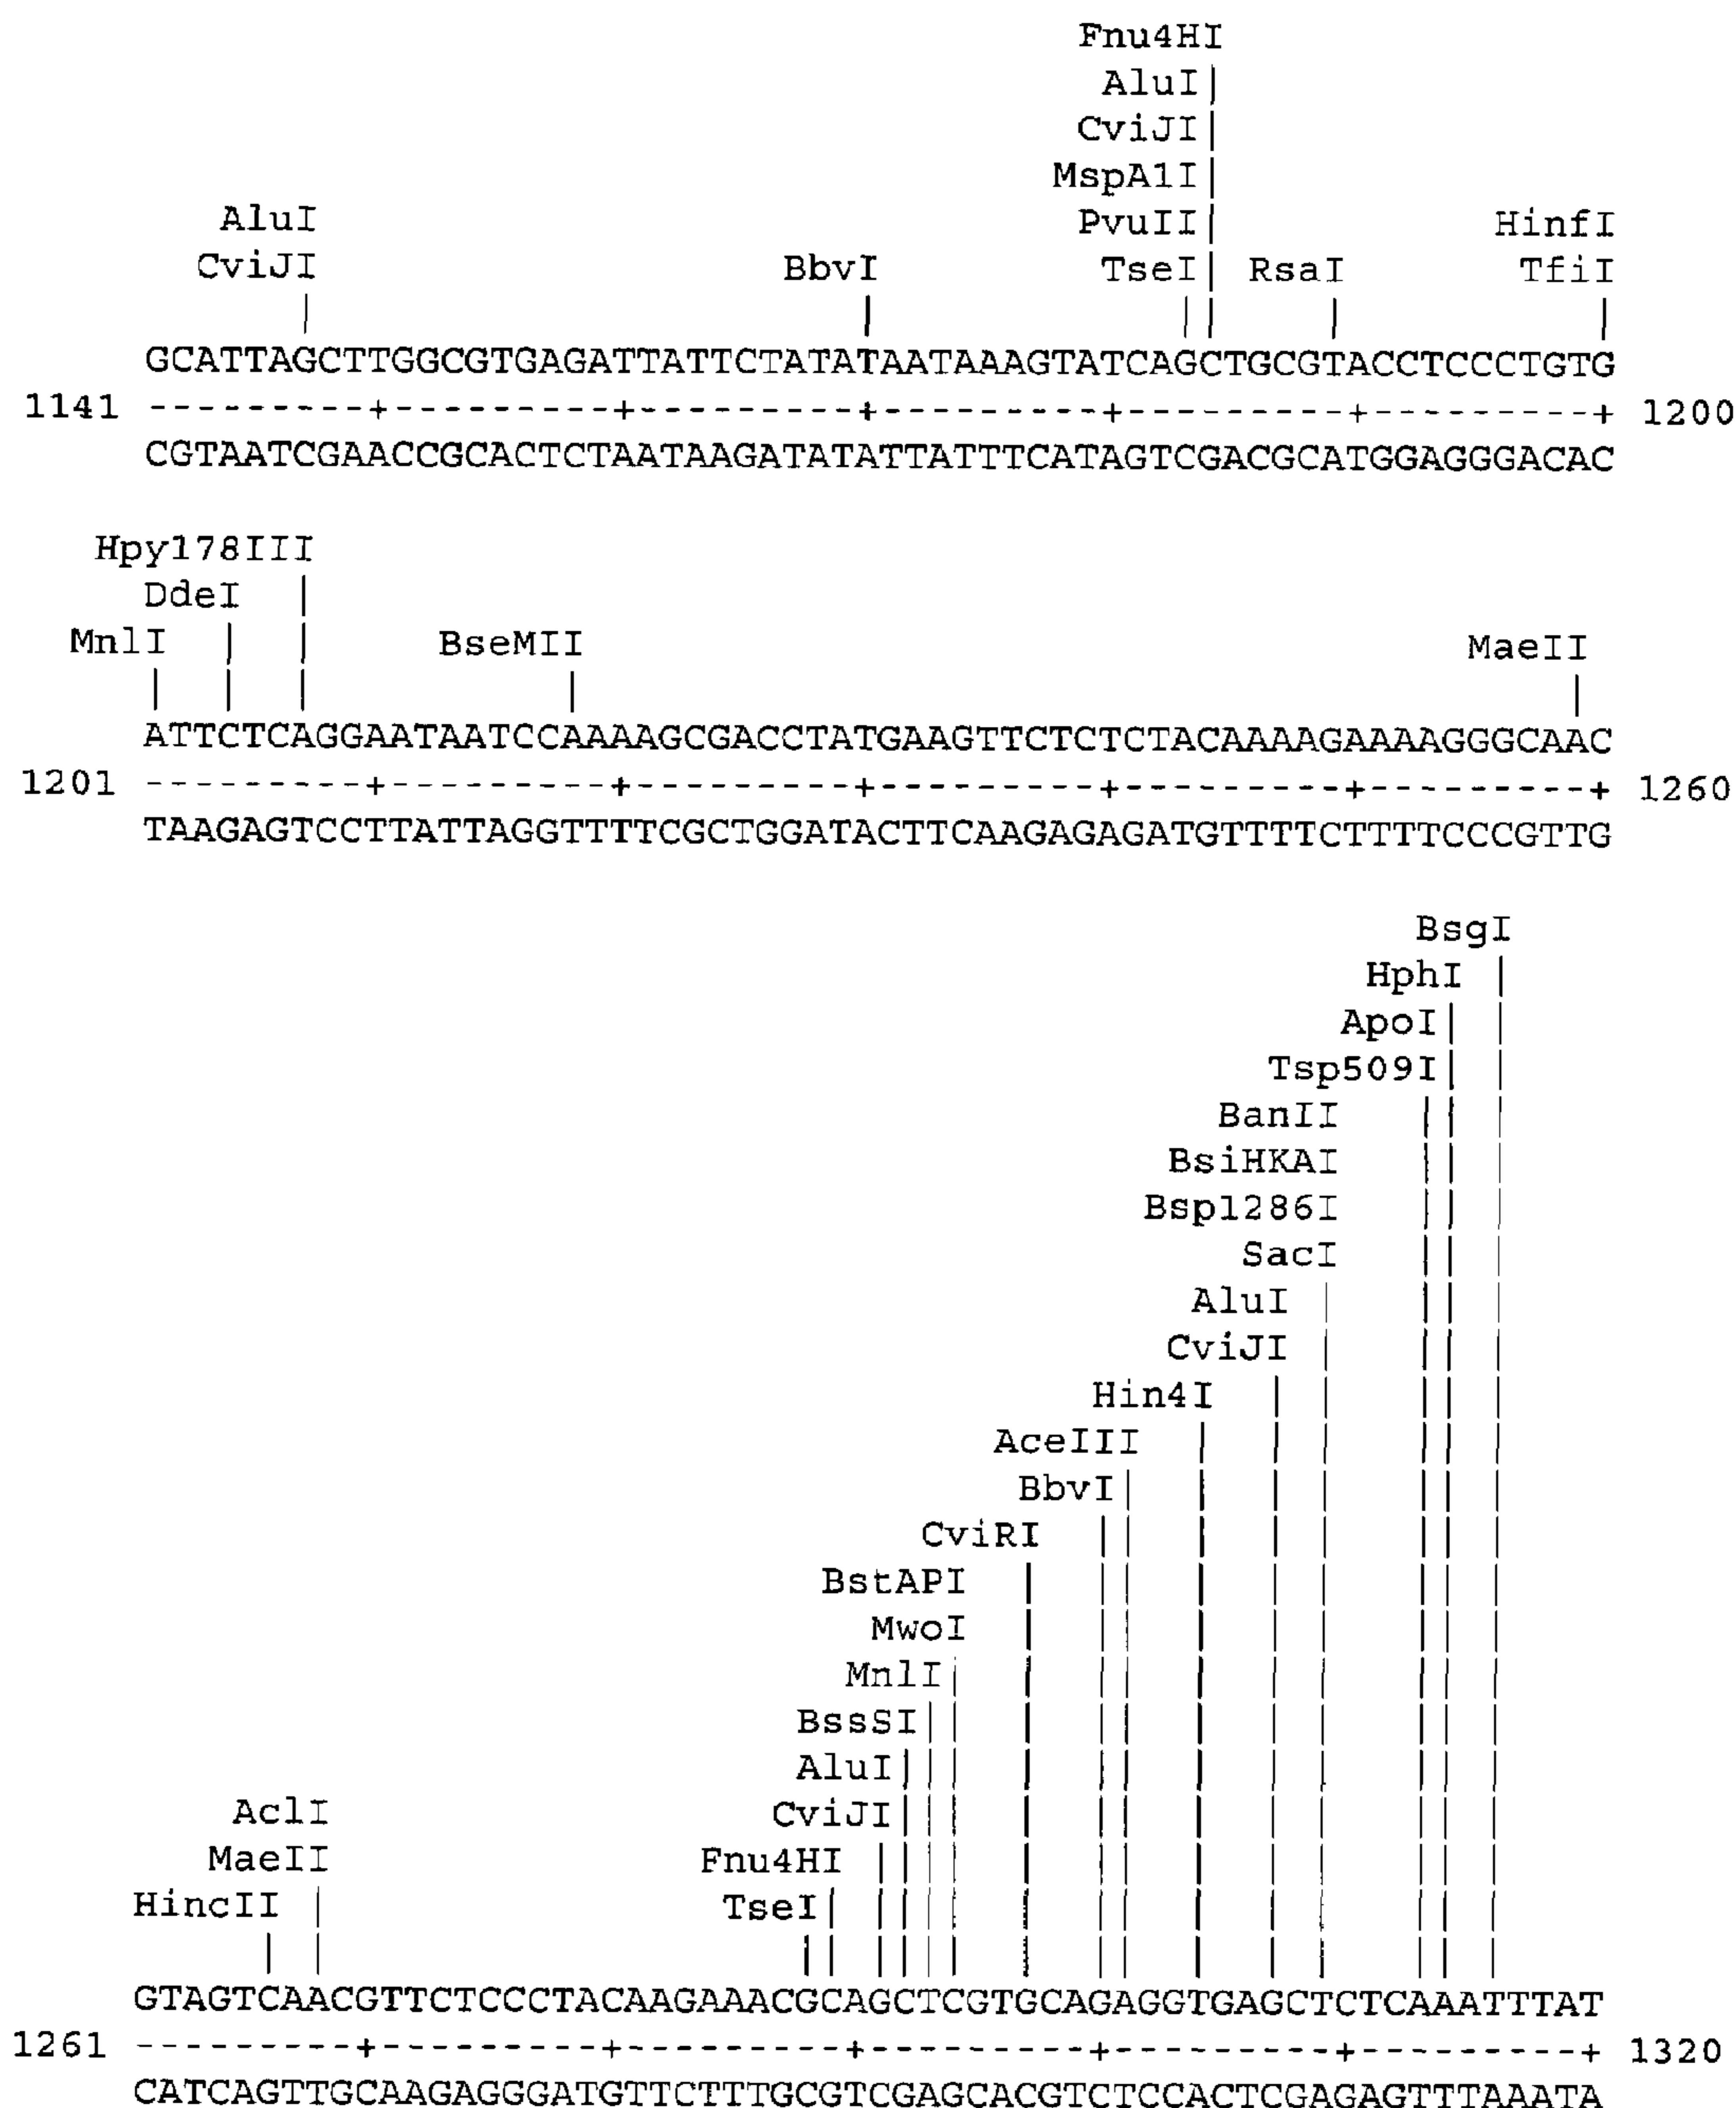 Fnu4HI
AluI|
CviJI|
MspA1I|
AluI PvuII| HinfI
CviJI BbvI TseI| RsaI TfiI
| | || | |
GCATTAGCTTGGCGTGAGATTATTCTATATAATAAAGTATCAGCTGCGTACCTCCCTGTG
1141 ---------+---------+---------+---------+---------+---------+ 1200
CGTAATCGAACCGCACTCTAATAAGATATATTATTTCATAGTCGACGCATGGAGGGACAC
Hpy178III
DdeI |
MnlI | | BseMII MaeII
| | | | |
ATTCTCAGGAATAATCCAAAAGCGACCTATGAAGTTCTCTCTACAAAAGAAAAGGGCAAC
1201 ---------+---------+---------+---------+---------+---------+ 1260
TAAGAGTCCTTATTAGGTTTTCGCTGGATACTTCAAGAGAGATGTTTTCTTTTCCCGTTG
BsgI
HphI |
ApoI| |
Tsp509I| |
BanII || |
BsiHKAI || |
Bsp1286I || |
SacI || |
AluI | || |
CviJI | || |
Hin4I | | || |
AceIII | | | || |
BbvI| | | | || |
CviRI || | | | || |
BstAPI | || | | | || |
MwoI | || | | | || |
MnlI| | || | | | || |
BssSI|| | || | | | || |
AluI||| | || | | | || |
AclI CviJI||| | || | | | || |
MaeII Fnu4HI |||| | || | | | || |
HincII | TseI| |||| | || | | | || |
| | || |||| | || | | | || |
GTAGTCAACGTTCTCCCTACAAGAAACGCAGCTCGTGCAGAGGTGAGCTCTCAAATTTAT
1261 ---------+---------+---------+---------+---------+---------+ 1320
CATCAGTTGCAAGAGGGATGTTCTTTGCGTCGAGCACGTCTCCACTCGAGAGTTTAAATA